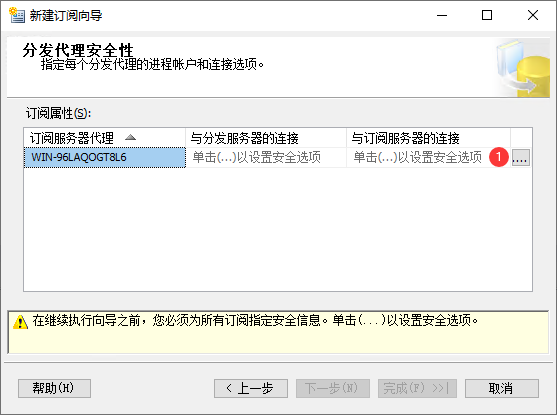 新建订阅向导
分发代理安全性
指定每个分发代理的进程帐户和连接选项。
订阅属性(S):
订阅服务器代理 与分发服务器的连接 与订阅服务器的连接
WIN-96LAQOGT8L6 单击(...)以设置安全选项 单击(...)以设置安全选项 1 ....
在继续执行向导之前，您必须为所有订阅指定安全信息。单击(...)以设置安全选项。
帮助(H) < 上一步 下一步(N) 完成(F) >>| 取消